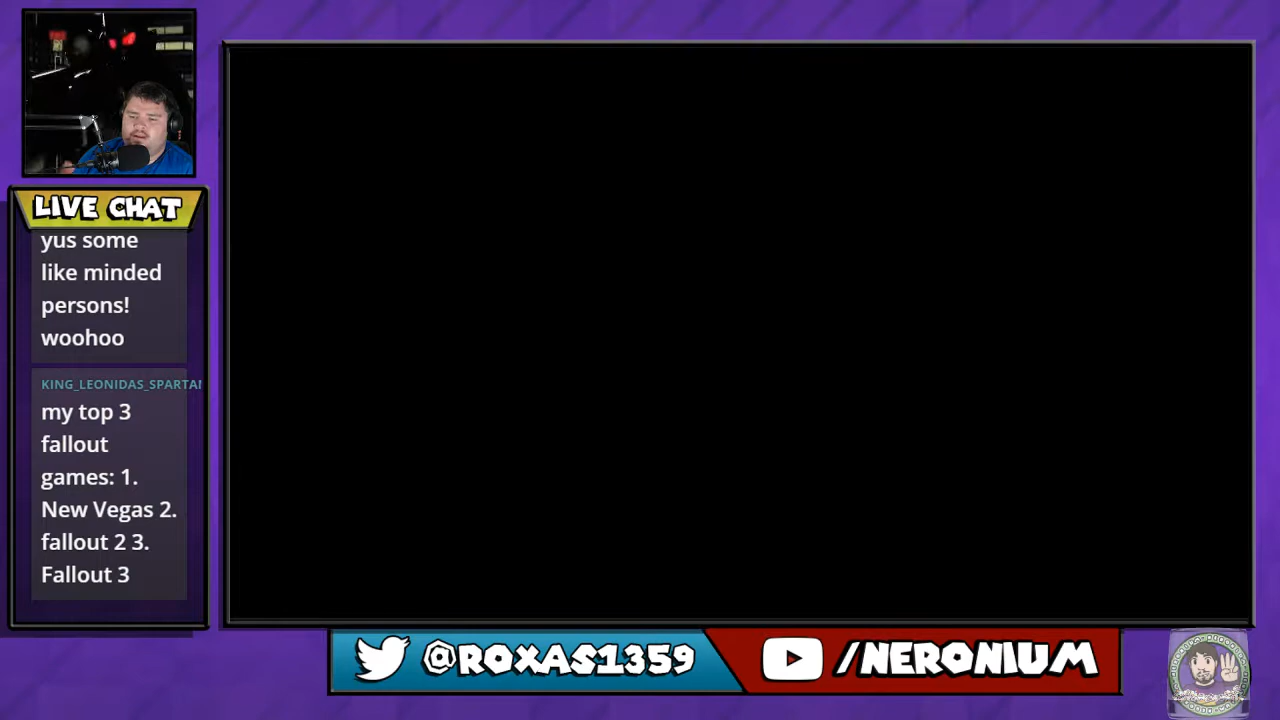 LIVE CHAT
yus some
like minded
persons!
woohoo
KING_LEONIDAS_SPARTAN
my top 3
fallout
games: 1.
New Vegas 2.
fallout 2 3.
Fallout 3
@ROXAS1359
/NERONIUM